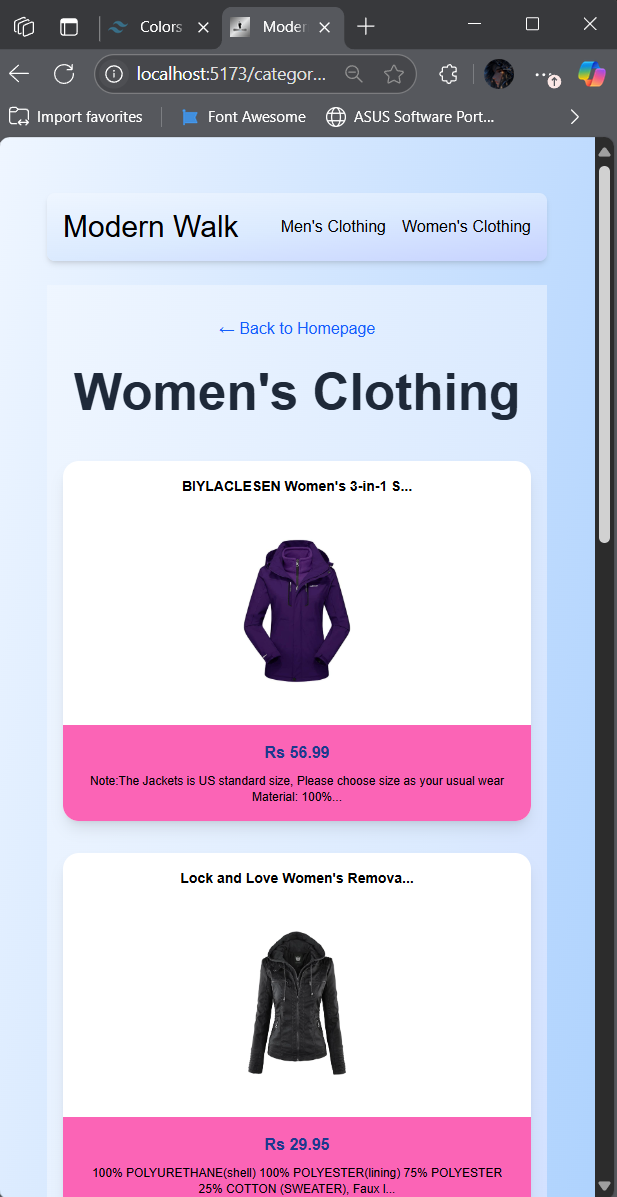 Colors
Moder
localhost:5173/categor...
Import favorites
Font Awesome
ASUS Software Port...
Modern Walk
Men's Clothing
Women's Clothing
← Back to Homepage
Women's Clothing
BIYLACLESEN Women's 3-in-1 S...
Rs 56.99
Note:The Jackets is US standard size, Please choose size as your usual wear
Material: 100%...
Lock and Love Women's Remova...
Rs 29.95
100% POLYURETHANE(shell) 100% POLYESTER(lining) 75% POLYESTER
25% COTTON (SWEATER), Faux l...